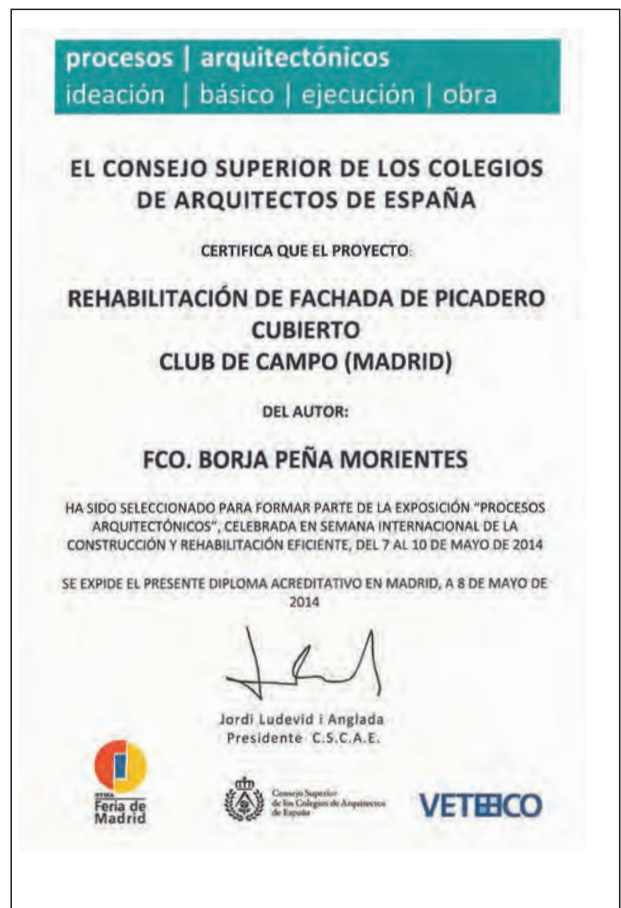 procesos | arquitectónicos
ideación | básico | ejecución | obra
EL CONSEJO SUPERIOR DE LOS COLEGIOS
DE ARQUITECTOS DE ESPAÑA
CERTIFICA QUE EL PROYECTO:
REHABILITACIÓN DE FACHADA DE PICADERO
CUBIERTO
CLUB DE CAMPO (MADRID)
DEL AUTOR:
FCO. BORJA PEÑA MORIENTES
HA SIDO SELECCIONADO PARA FORMAR PARTE DE LA EXPOSICIÓN "PROCESOS
ARQUITECTÓNICOS", CELEBRADA EN SEMANA INTERNACIONAL DE LA
CONSTRUCCIÓN Y REHABILITACIÓN EFICIENTE, DEL 7 AL 10 DE MAYO DE 2014
SE EXPIDE EL PRESENTE DIPLOMA ACREDITATIVO EN MADRID, A 8 DE MAYO DE
2014
Jordi Ludevid i Anglada
Presidente C.S.C.A.E.
IFEMA
Feria de
Madrid
Consejo Superior
de los Colegios de Arquitectos
de España
VETECO